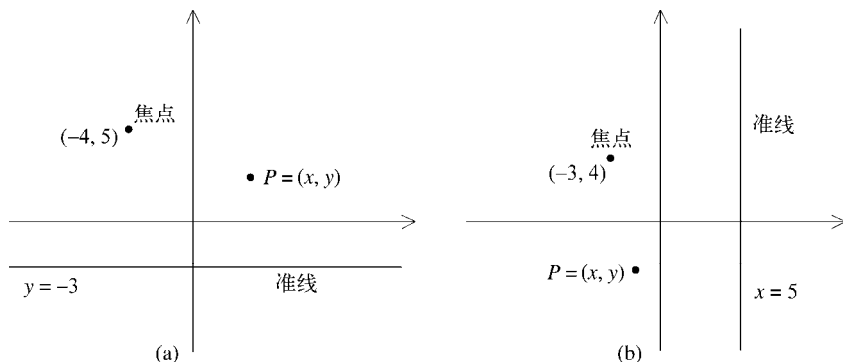 焦点
(−4, 5)
P = (x, y)
y = −3
准线
(a)
准线
焦点
(−3, 4)
P = (x, y)
x = 5
(b)